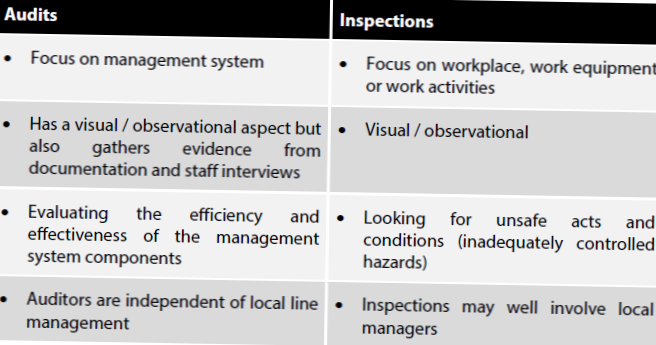 Audits
Inspections
• Focus on management system
• Focus on workplace, work equipment
or work activities
• Has a visual / observational aspect but
also gathers evidence from
documentation and staff interviews
• Visual / observational
• Evaluating the efficiency and
effectiveness of the management
system components
• Looking for unsafe acts and
conditions (inadequately controlled
hazards)
• Auditors are independent of local line
management
• Inspections may well involve local
managers